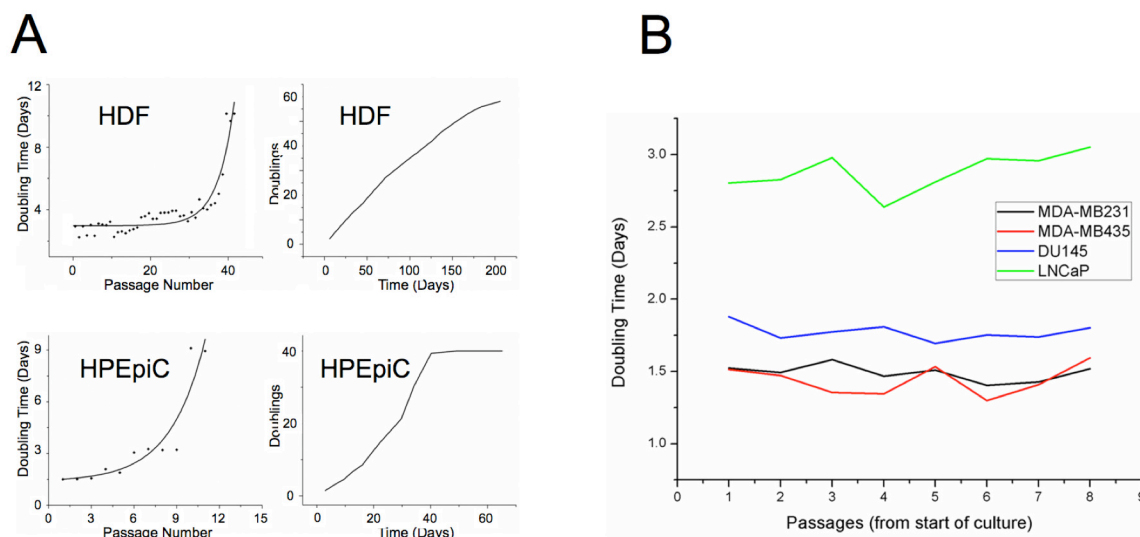 A
B
HDF
Doubling Time (Days)
12
8
4
0
20
40
Passage Number
HDF
Doublings
60
40
20
0
0
50
100
150
200
Time (Days)
HPEpiC
Doubling Time (Days)
9
6
3
0
0
3
6
9
12
15
Passage Number
HPEpiC
Doublings
40
20
0
0
20
40
60
Time (Days)
Doubling Time (Days)
3.0
2.5
2.0
1.5
1.0
MDA-MB231
MDA-MB435
DU145
LNCaP
0
1
2
3
4
5
6
7
8
9
Passages (from start of culture)